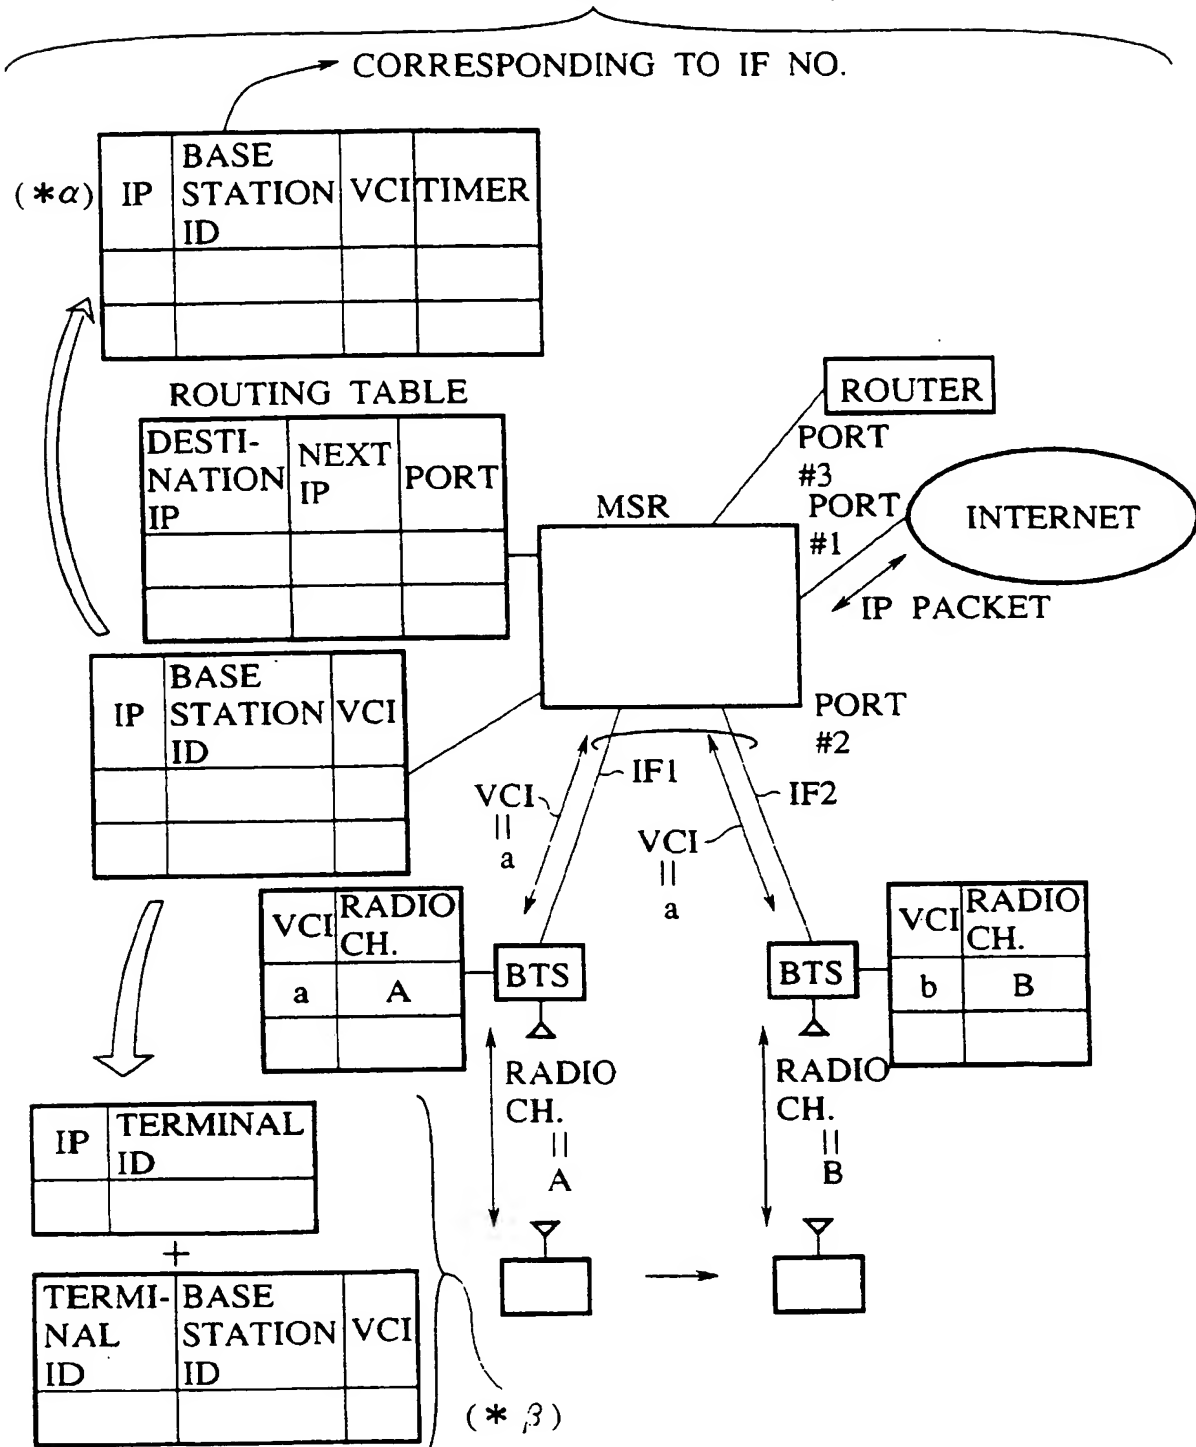 CORRESPONDING TO IF NO.
(*α)
IP
BASE
STATION
ID
VCI
TIMER
ROUTING TABLE
DESTI-
NATION
IP
NEXT
IP
PORT
ROUTER
PORT
#3
MSR
PORT
#1
INTERNET
IP PACKET
IP
BASE
STATION
ID
VCI
PORT
#2
IF1
IF2
VCI
=
a
VCI
=
a
VCI
RADIO
CH.
a
A
BTS
BTS
VCI
RADIO
CH.
b
B
RADIO
CH.
=
A
RADIO
CH.
=
B
IP
TERMINAL
ID
+
TERMI-
NAL
ID
BASE
STATION
ID
VCI
(* β)